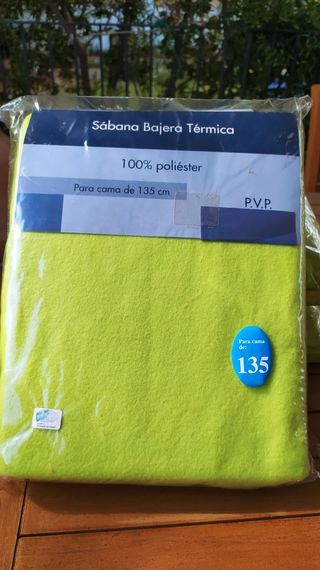 Sábana Bajera Térmica
100% poliéster
Para cama de 135 cm
P.V.P.
Para cama
de:
135